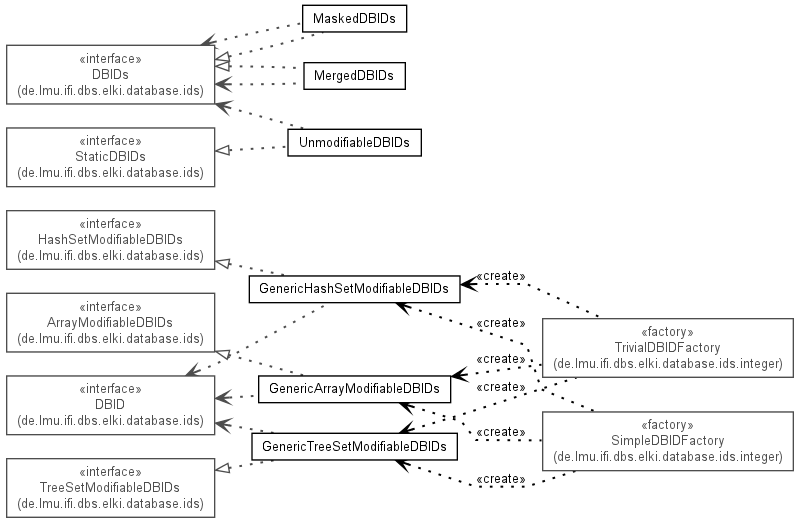 MaskedDBIDs
«interface»
DBIDs
(de.lmu.ifi.dbs.elki.database.ids)
MergedDBIDs
«interface»
StaticDBIDs
(de.lmu.ifi.dbs.elki.database.ids)
UnmodifiableDBIDs
«interface»
HashSetModifiableDBIDs
(de.lmu.ifi.dbs.elki.database.ids)
GenericHashSetModifiableDBIDs
«create»
«interface»
ArrayModifiableDBIDs
(de.lmu.ifi.dbs.elki.database.ids)
«create»
«factory»
TrivialDBIDFactory
(de.lmu.ifi.dbs.elki.database.ids.integer)
«create»
«interface»
DBID
(de.lmu.ifi.dbs.elki.database.ids)
GenericArrayModifiableDBIDs
«create»
«factory»
SimpleDBIDFactory
(de.lmu.ifi.dbs.elki.database.ids.integer)
«create»
GenericTreeSetModifiableDBIDs
«interface»
TreeSetModifiableDBIDs
(de.lmu.ifi.dbs.elki.database.ids)
«create»